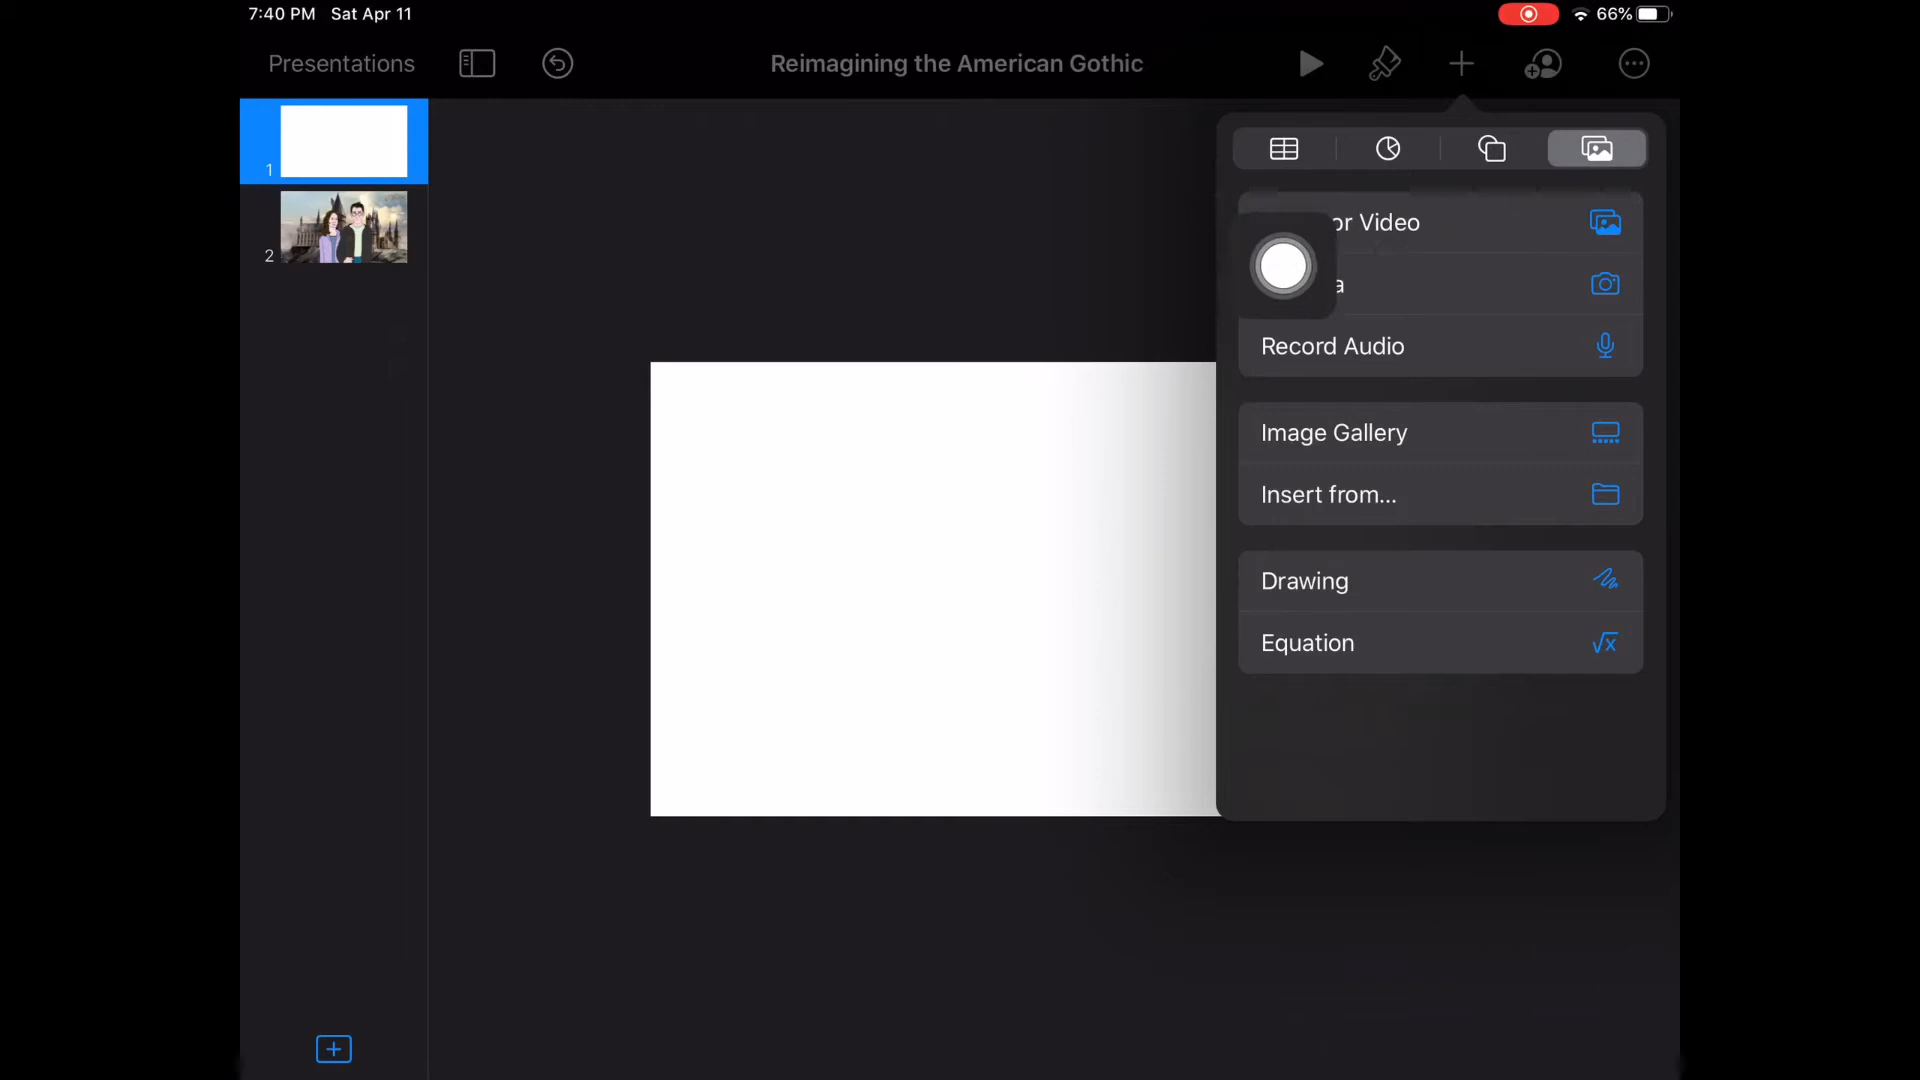 7:40 PM Sat Apr 11
66%
Presentations
Reimagining the American Gothic
1
2
or Video
a
Record Audio
Image Gallery
Insert from...
Drawing
Equation
√x